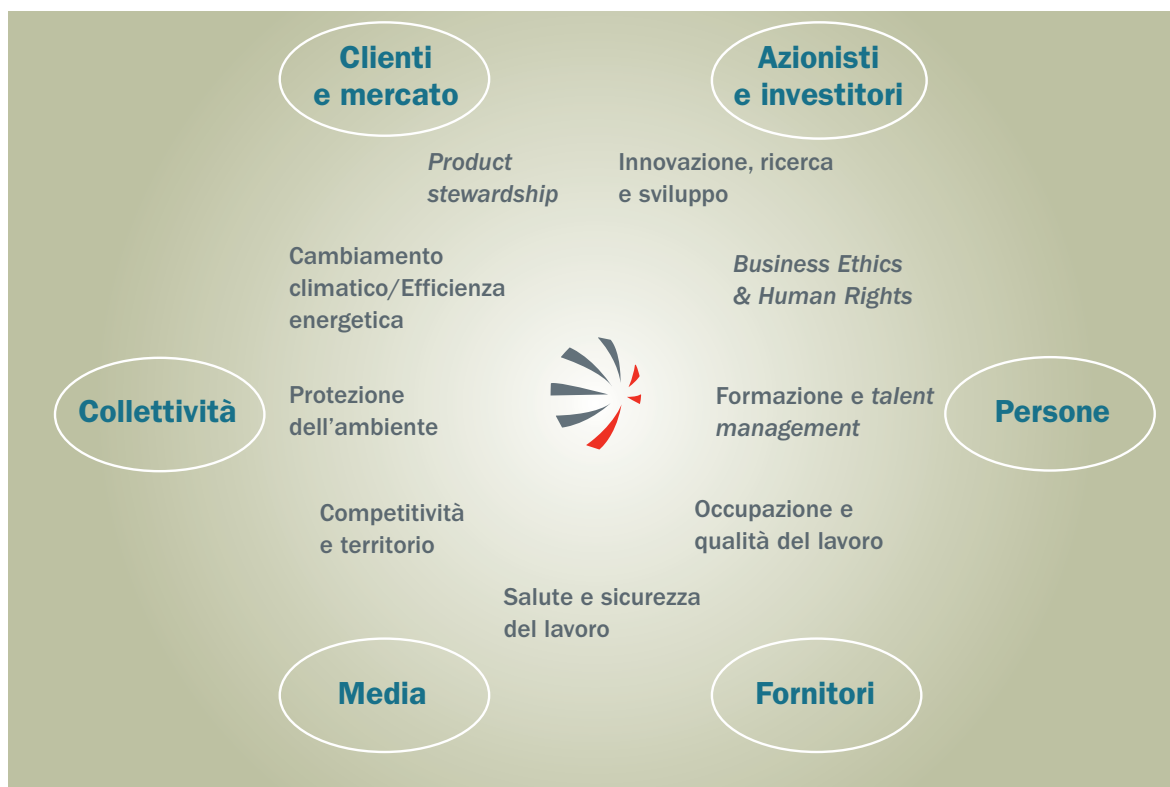 Clienti
e mercato
Azionisti
e investitori
Product
stewardship
Innovazione, ricerca
e sviluppo
Cambiamento
climatico/Efficienza
energetica
Business Ethics
& Human Rights
Collettività
Protezione
dell'ambiente
Formazione e talent
management
Persone
Competitività
e territorio
Occupazione e
qualità del lavoro
Salute e sicurezza
del lavoro
Media
Fornitori